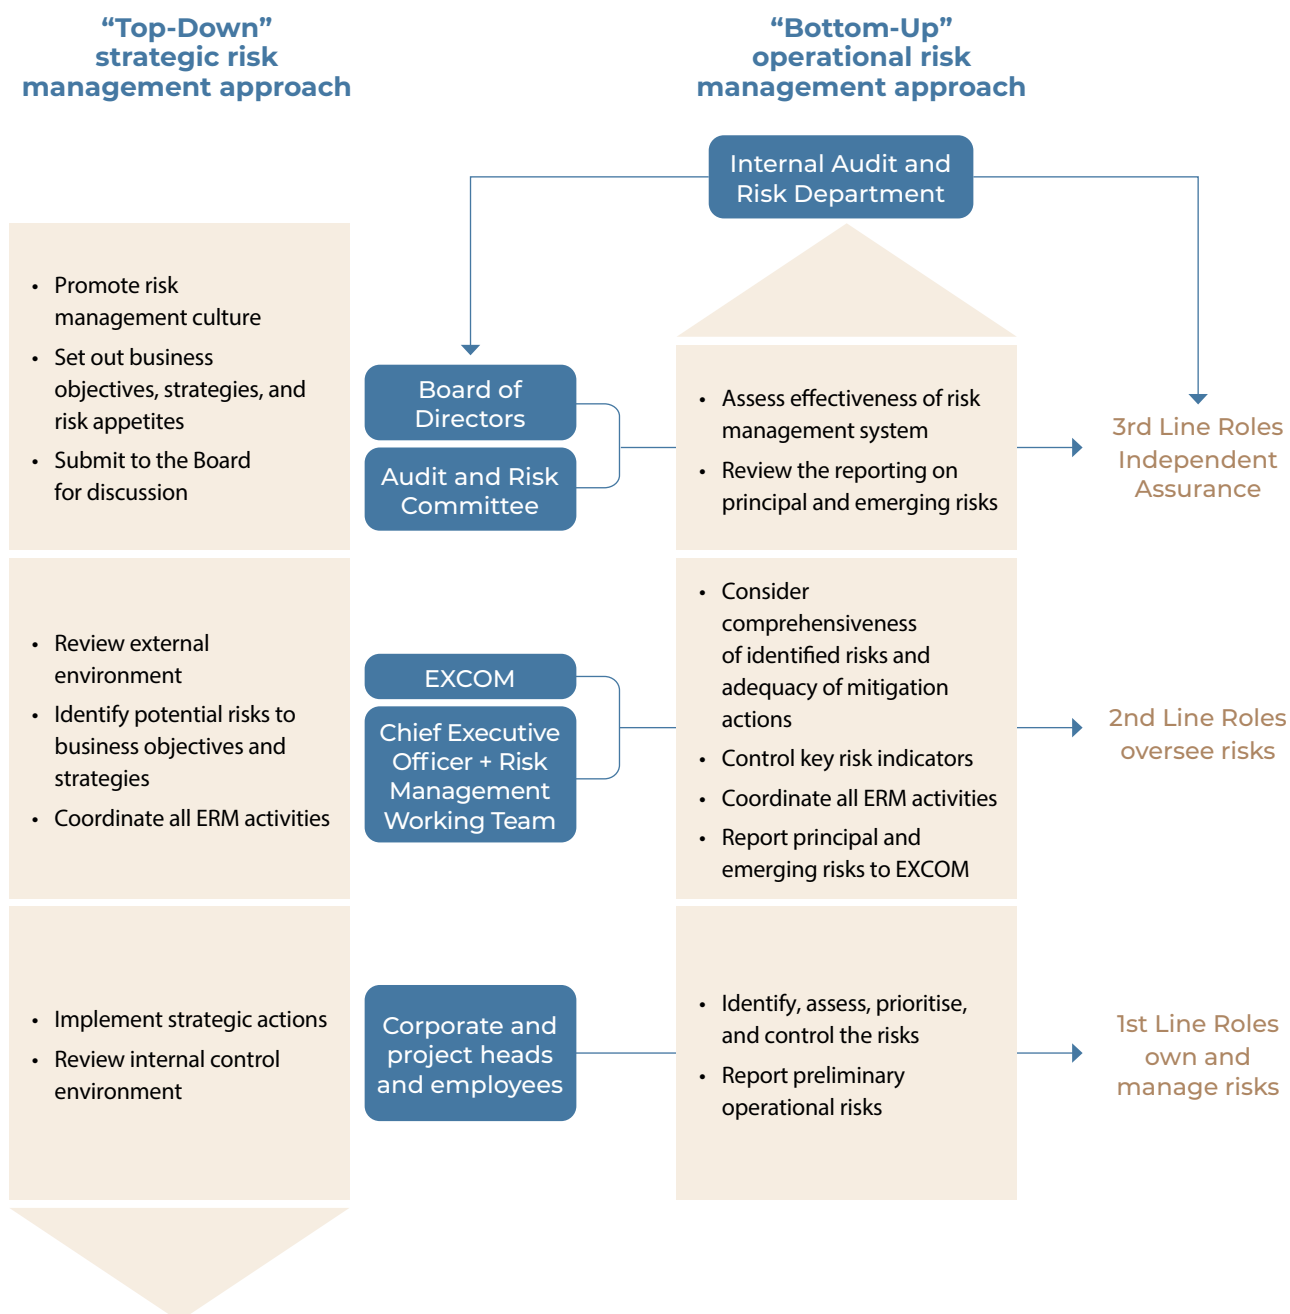 “Top-Down”
strategic risk
management approach
“Bottom-Up”
operational risk
management approach
Internal Audit and
Risk Department
• Promote risk
management culture
• Set out business
objectives, strategies, and
risk appetites
• Submit to the Board
for discussion
Board of
Directors
Audit and Risk
Committee
• Assess effectiveness of risk
management system
• Review the reporting on
principal and emerging risks
3rd Line Roles
Independent
Assurance
• Review external
environment
• Identify potential risks to
business objectives and
strategies
• Coordinate all ERM activities
EXCOM
Chief Executive
Officer + Risk
Management
Working Team
• Consider
comprehensiveness
of identified risks and
adequacy of mitigation
actions
• Control key risk indicators
• Coordinate all ERM activities
• Report principal and
emerging risks to EXCOM
2nd Line Roles
oversee risks
• Implement strategic actions
• Review internal control
environment
Corporate and
project heads
and employees
• Identify, assess, prioritise,
and control the risks
• Report preliminary
operational risks
1st Line Roles
own and
manage risks